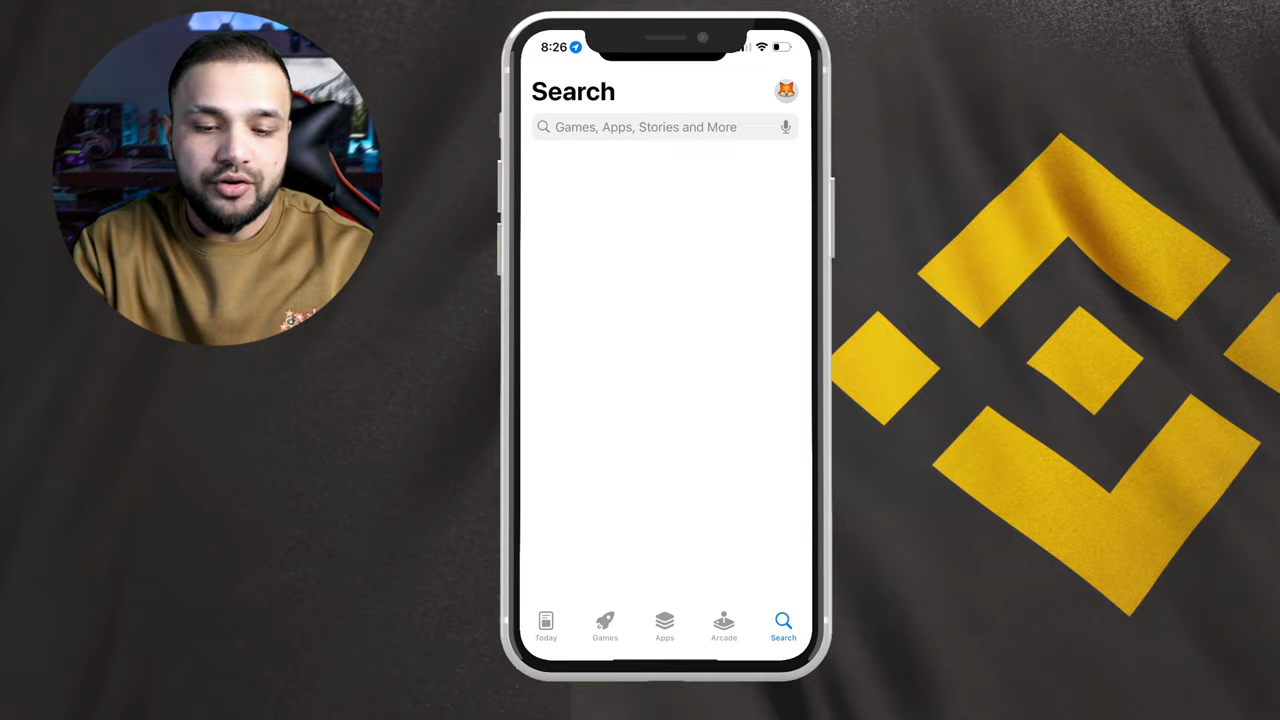 8:26
Search
Games, Apps, Stories and More
Today
Games
Apps
Arcade
Search